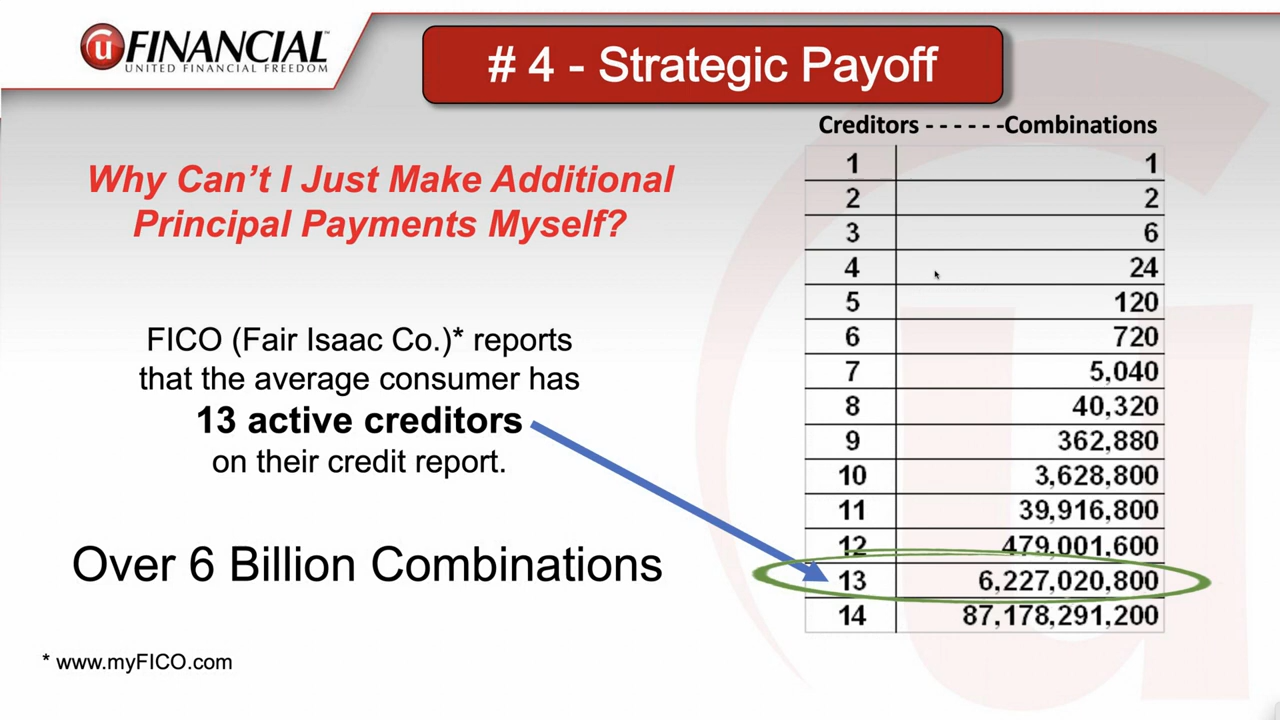 u FINANCIAL™
UNITED FINANCIAL FREEDOM
# 4 - Strategic Payoff
Why Can't I Just Make Additional
Principal Payments Myself?
FICO (Fair Isaac Co.)* reports
that the average consumer has
13 active creditors
on their credit report.
Over 6 Billion Combinations
* www.myFICO.com
Creditors - - - - - -Combinations
1 1
2 2
3 6
4 24
5 120
6 720
7 5,040
8 40,320
9 362,880
10 3,628,800
11 39,916,800
12 479,001,600
13 6,227,020,800
14 87,178,291,200